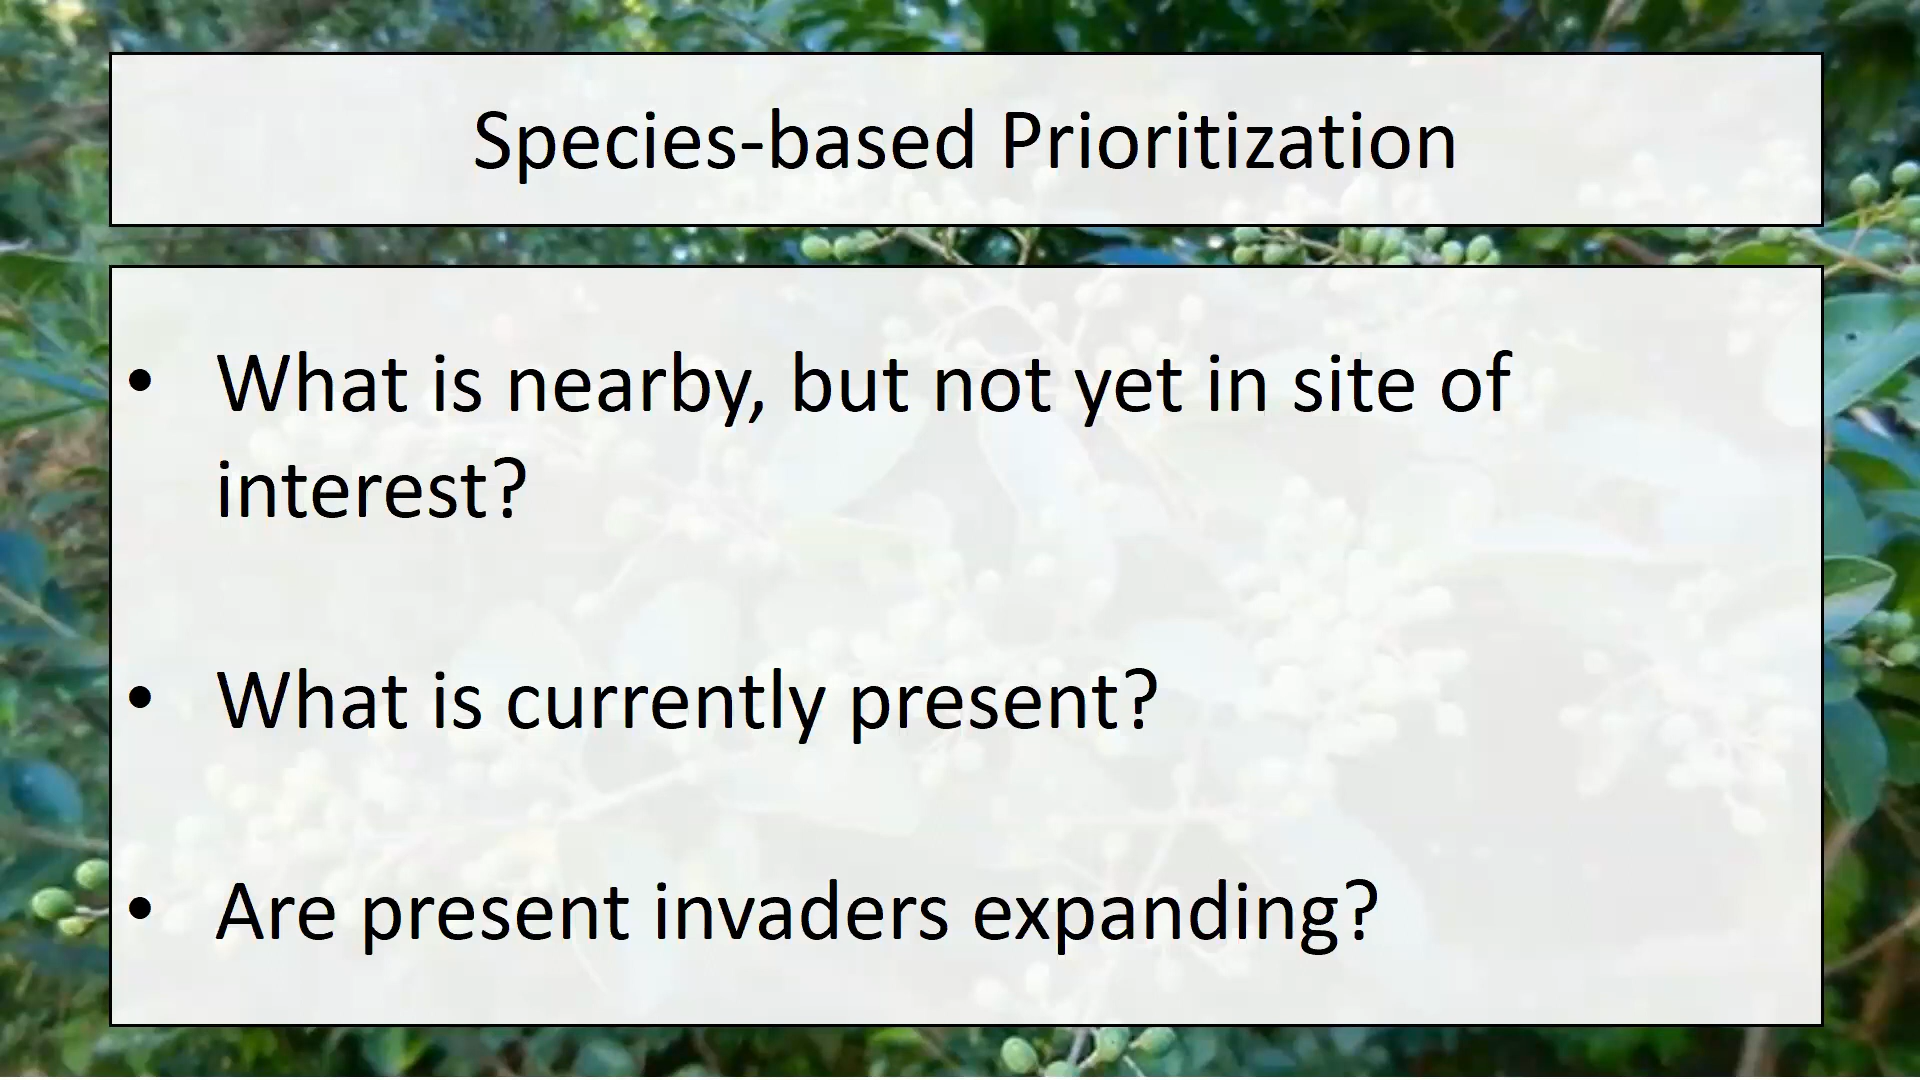 Species-based Prioritization
• What is nearby, but not yet in site of
interest?
• What is currently present?
• Are present invaders expanding?